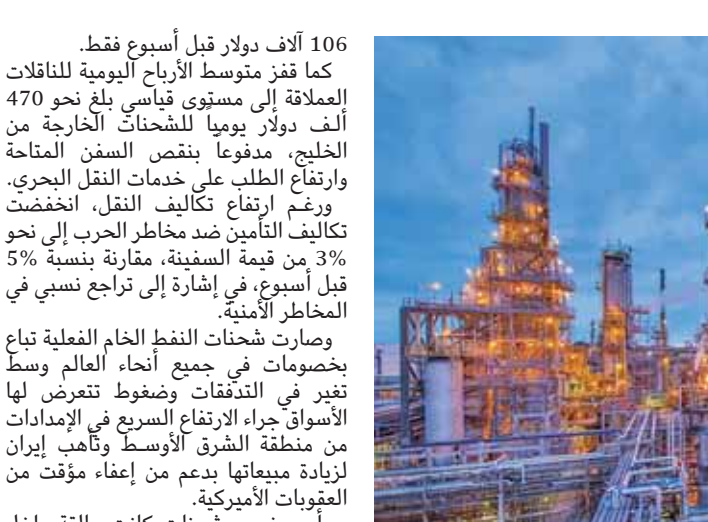 106 آلاف دولار قبل أسبوع فقط.
كما قفز متوسط الأرباح اليومية للناقلات
العملاقة إلى مستوى قياسي بلغ نحو 470
ألف دولار يومياً للشحنات الخارجة من
الخليج، مدفوعاً بنقص السفن المتاحة
وارتفاع الطلب على خدمات النقل البحري.
ورغم ارتفاع تكاليف النقل، انخفضت
تكاليف التأمين ضد مخاطر الحرب إلى نحو
3% من قيمة السفينة، مقارنة بنسبة 5%
قبل أسبوع، في إشارة إلى تراجع نسبي في
المخاطر الأمنية.
وصارت شحنات النفط الخام الفعلية تباع
بخصومات في جميع أنحاء العالم وسط
تغير في التدفقات وضغوط تتعرض لها
الأسواق جراء الارتفاع السريع في الإمدادات
من منطقة الشرق الأوسط وتأهب إيران
لزيادة مبيعاتها بدعم من إعفاء مؤقت من
العقوبات الأميركية.